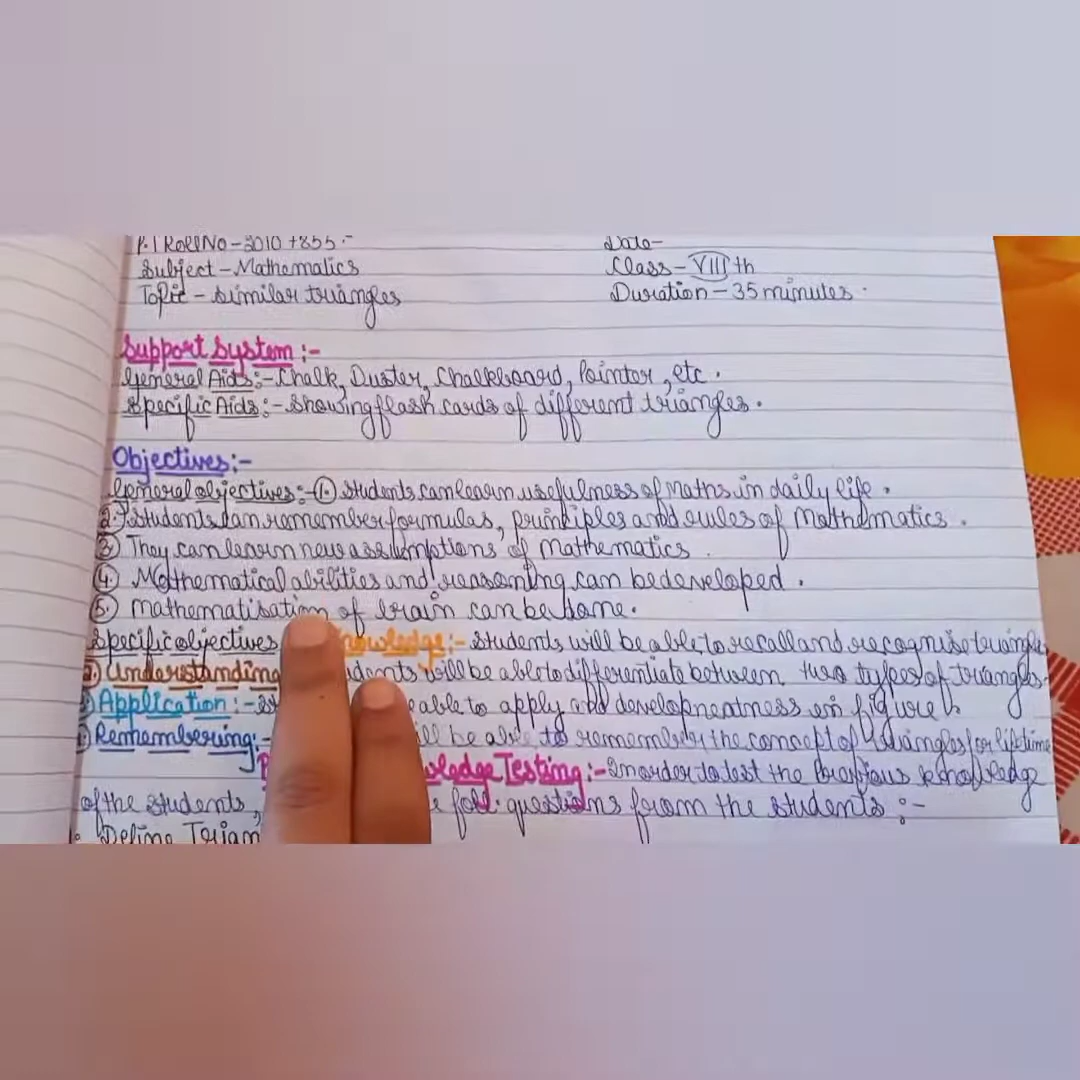 P.T Roll No - 2010 +855.-
Date-
Subject - Mathematics
Class - VIII th
Topic - Similar triangles
Duration - 35 minutes.
Support System :-
General Aids:- Chalk, Duster, Chalkboard, Pointer, etc.
Specific Aids:- Showing flash cards of different triangles.
Objectives:-
General objectives:- 1. Students can learn usefulness of Maths in daily life.
2. Students can remember formulas, principles and rules of Mathematics.
3 They can learn new assumptions of Mathematics.
4 Mathematical abilities and reasoning can be developed.
5. Mathematisation of brain can be done.
Specific objectives Knowledge:- Students will be able to recall and recognise triangle
2. Understanding will be able to differentiate between two types of triangles.
3 Application:- able to apply and develop neatness in figure
Remembering:- will be able to remember the concept of triangles for lifetime
Testing:- In order to test the previous knowledge
of the students, foll. questions from the students :-
1. Define